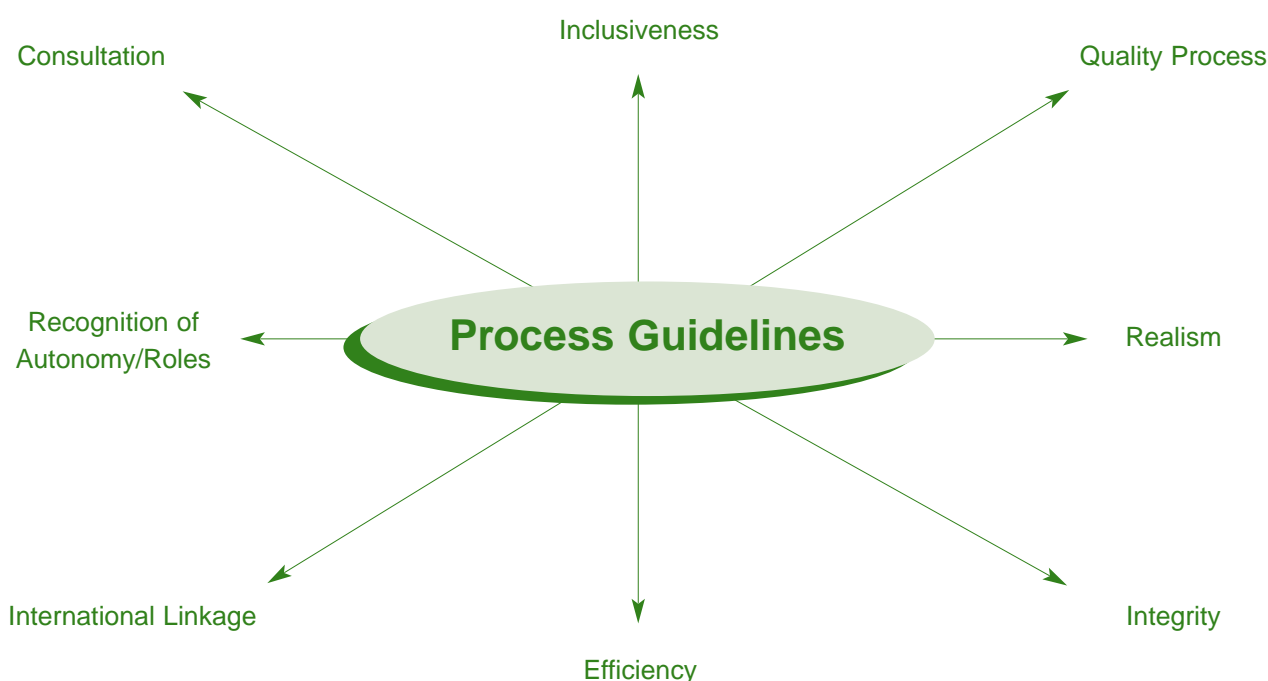 Inclusiveness
Consultation
Quality Process
Recognition of
Autonomy/Roles
Process Guidelines
Realism
International Linkage
Integrity
Efficiency